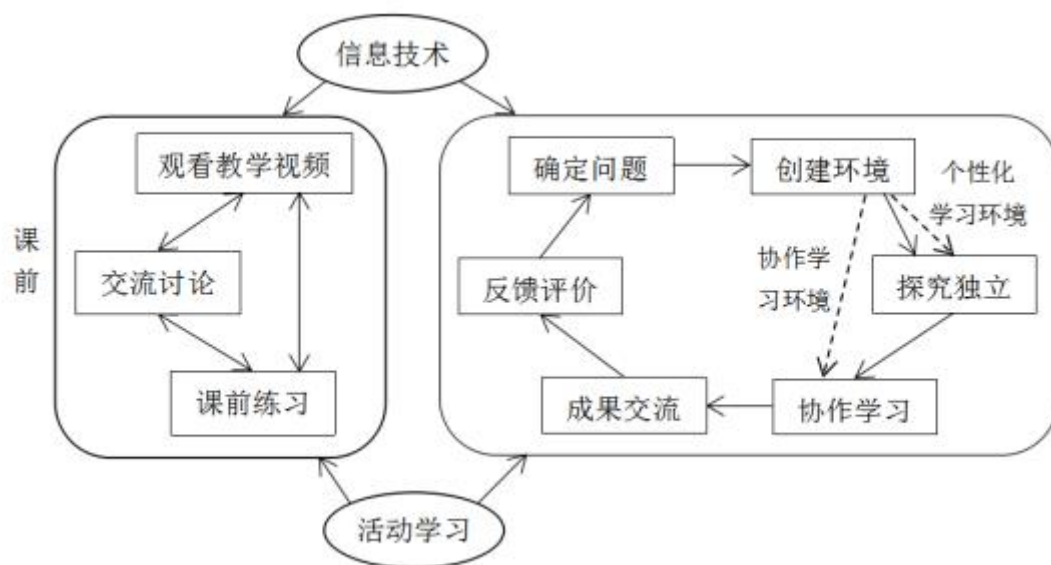 信息技术
观看教学视频
交流讨论
课前练习
课
前
确定问题
创建环境
个性化
学习环境
协作学
习环境
探究独立
反馈评价
成果交流
协作学习
活动学习